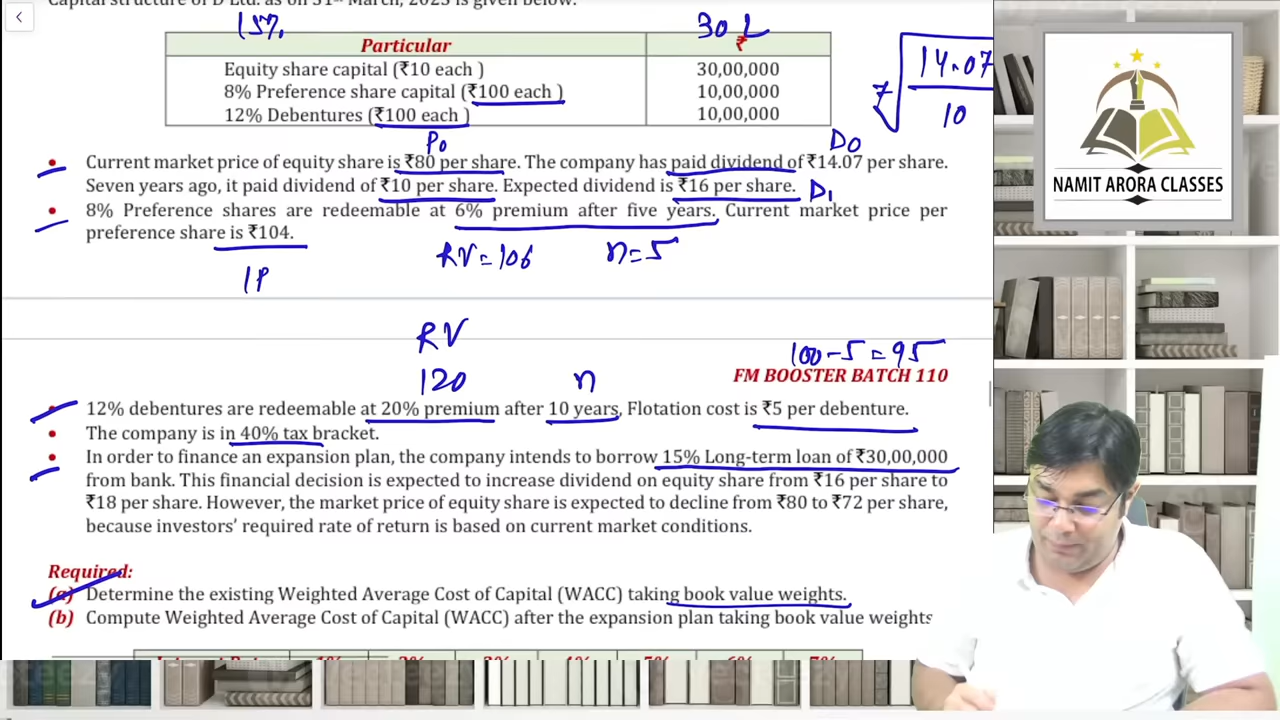 Capital structure of D Ltd. as on 31st March, 2023 is given below.
15%
30 L
Particular ₹
Equity share capital (₹10 each ) 30,00,000
8% Preference share capital (₹100 each ) 10,00,000
12% Debentures (₹100 each ) 10,00,000
7√ 14.07
10
P0
D0
• Current market price of equity share is ₹80 per share. The company has paid dividend of ₹14.07 per share.
Seven years ago, it paid dividend of ₹10 per share. Expected dividend is ₹16 per share. D1
• 8% Preference shares are redeemable at 6% premium after five years. Current market price per
preference share is ₹104.
RV = 106 n = 5
IP
RV
120 n
100 - 5 = 95
FM BOOSTER BATCH 110
• 12% debentures are redeemable at 20% premium after 10 years, Flotation cost is ₹5 per debenture.
• The company is in 40% tax bracket.
• In order to finance an expansion plan, the company intends to borrow 15% Long-term loan of ₹30,00,000
from bank. This financial decision is expected to increase dividend on equity share from ₹16 per share to
₹18 per share. However, the market price of equity share is expected to decline from ₹80 to ₹72 per share,
because investors' required rate of return is based on current market conditions.
Required:
(a) Determine the existing Weighted Average Cost of Capital (WACC) taking book value weights.
(b) Compute Weighted Average Cost of Capital (WACC) after the expansion plan taking book value weights
NAMIT ARORA CLASSES